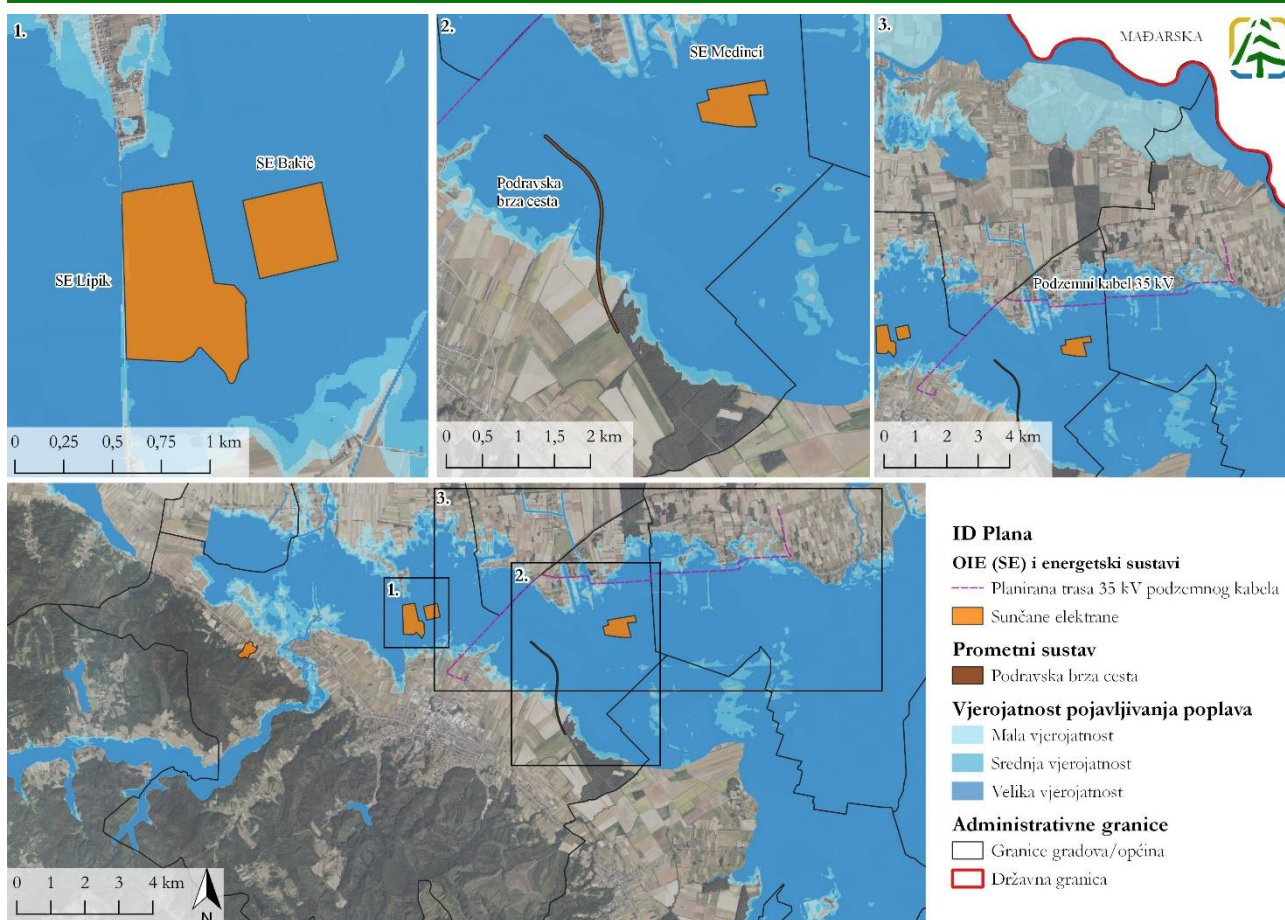 1.
SE Bakić
SE Lipik
0 0,25 0,5 0,75 1 km
2.
SE Medinci
Podravska
brza cesta
0 0,5 1 1,5 2 km
3.
MAĐARSKA
Podzemni kabel 35 kV
0 1 2 3 4 km
3.
1.
2.
0 1 2 3 4 km
N
ID Plana
OIE (SE) i energetski sustavi
Planirana trasa 35 kV podzemnog kabela
Sunčane elektrane
Prometni sustav
Podravska brza cesta
Vjerojatnost pojavljivanja poplava
Mala vjerojatnost
Srednja vjerojatnost
Velika vjerojatnost
Administrativne granice
Granice gradova/općina
Državna granica